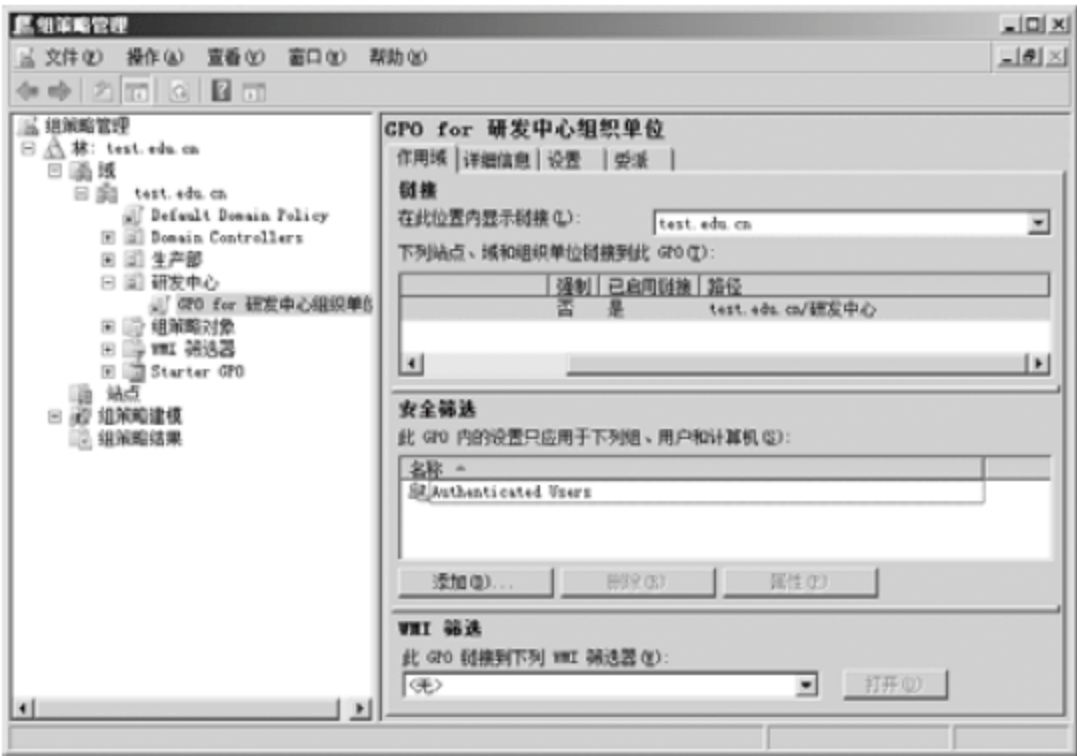 组策略管理
文件(F) 操作(A) 查看(V) 窗口(W) 帮助(H)
组策略管理
林: test.edu.cn
域
test.edu.cn
Default Domain Policy
Domain Controllers
生产部
研发中心
GPO for 研发中心组织单位
组策略对象
WMI 筛选器
Starter GPO
站点
组策略建模
组策略结果
GPO for 研发中心组织单位
作用域 详细信息 设置 委派
链接
在此位置内显示链接(L):
test.edu.cn
下列站点、域和组织单位链接到此 GPO(T):
强制 已启用链接 路径
否 是 test.edu.cn/研发中心
安全筛选
此 GPO 内的设置只应用于下列组、用户和计算机(S):
名称
Authenticated Users
添加(D)... 删除(R) 属性(P)
WMI 筛选
此 GPO 链接到下列 WMI 筛选器(W):
<无>
打开(O)